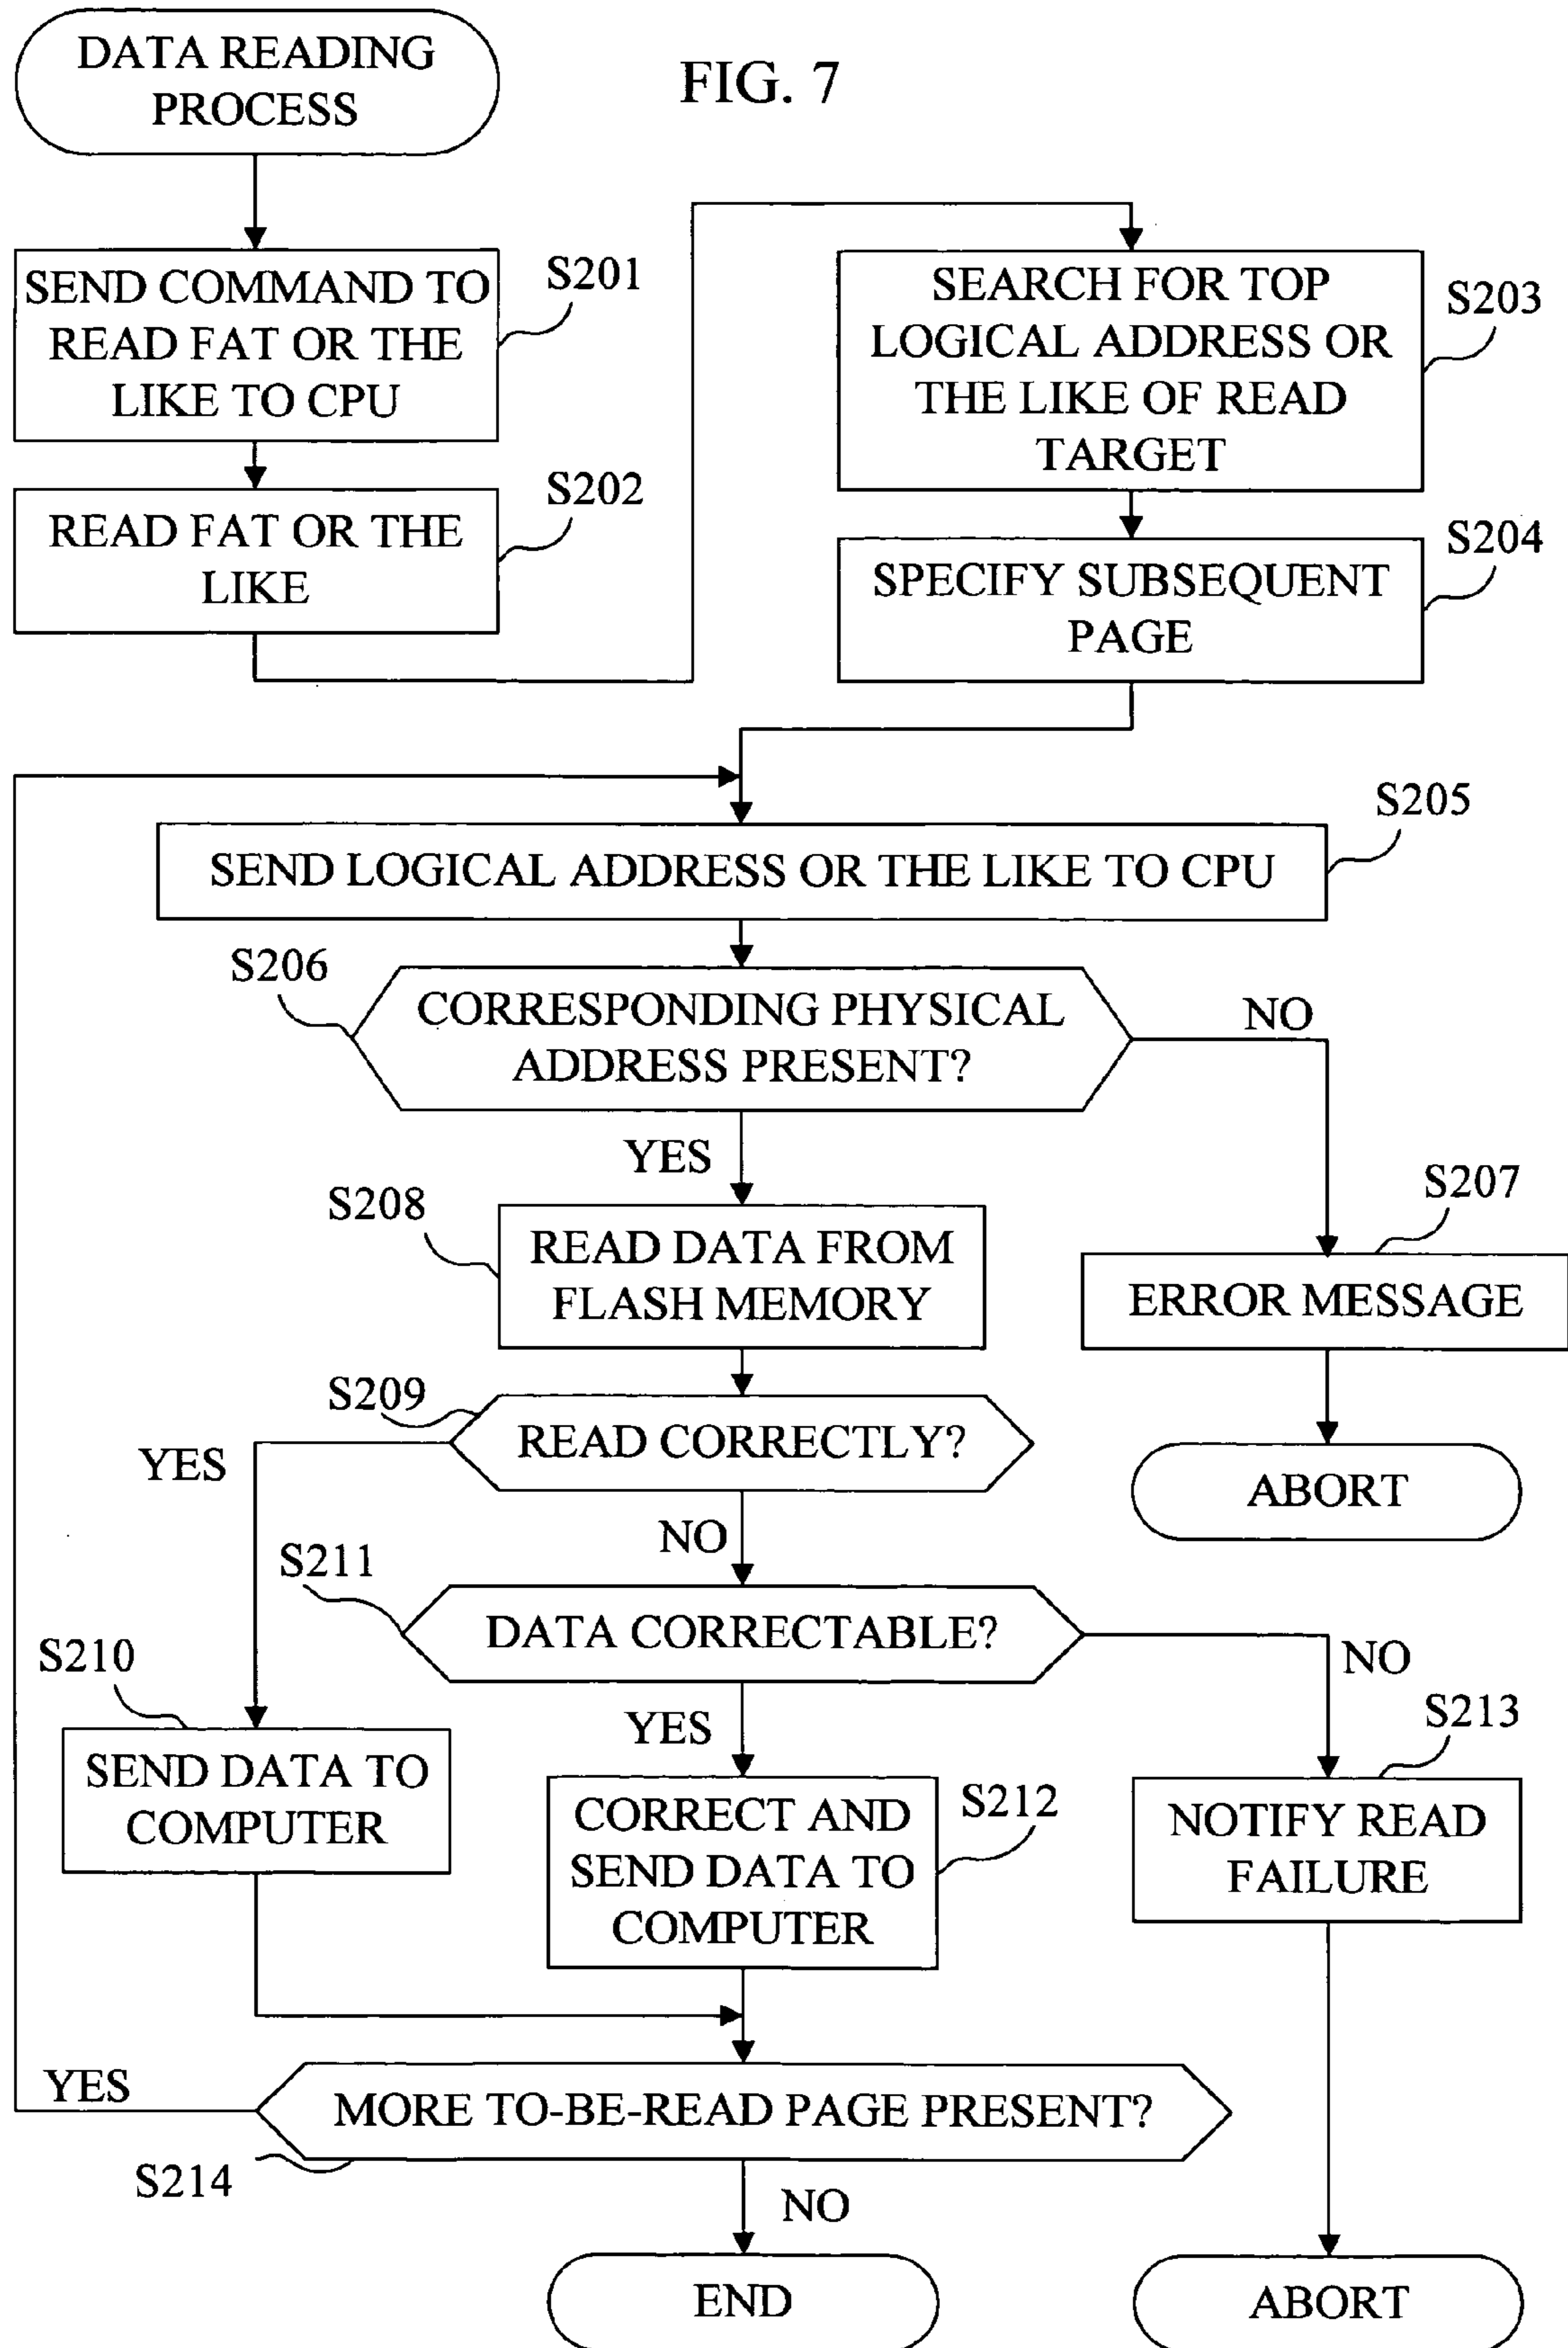 DATA READING
PROCESS
FIG. 7
SEND COMMAND TO
READ FAT OR THE
LIKE TO CPU
S201
READ FAT OR THE
LIKE
S202
SEARCH FOR TOP
LOGICAL ADDRESS OR
THE LIKE OF READ
TARGET
S203
SPECIFY SUBSEQUENT
PAGE
S204
SEND LOGICAL ADDRESS OR THE LIKE TO CPU
S205
S206
CORRESPONDING PHYSICAL
ADDRESS PRESENT?
NO
YES
S207
ERROR MESSAGE
ABORT
S208
READ DATA FROM
FLASH MEMORY
S209
READ CORRECTLY?
YES
NO
S211
DATA CORRECTABLE?
NO
YES
S210
SEND DATA TO
COMPUTER
CORRECT AND
SEND DATA TO
COMPUTER
S212
S213
NOTIFY READ
FAILURE
YES
MORE TO-BE-READ PAGE PRESENT?
S214
NO
END
ABORT